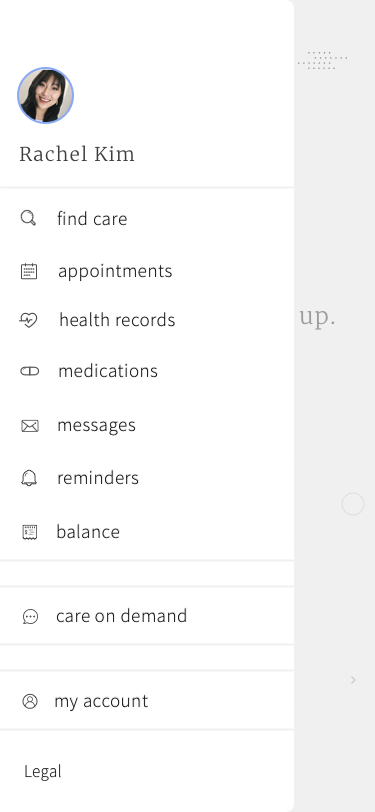 Rachel Kim
find care
appointments
health records
up.
medications
messages
reminders
balance
care on demand
my account
Legal